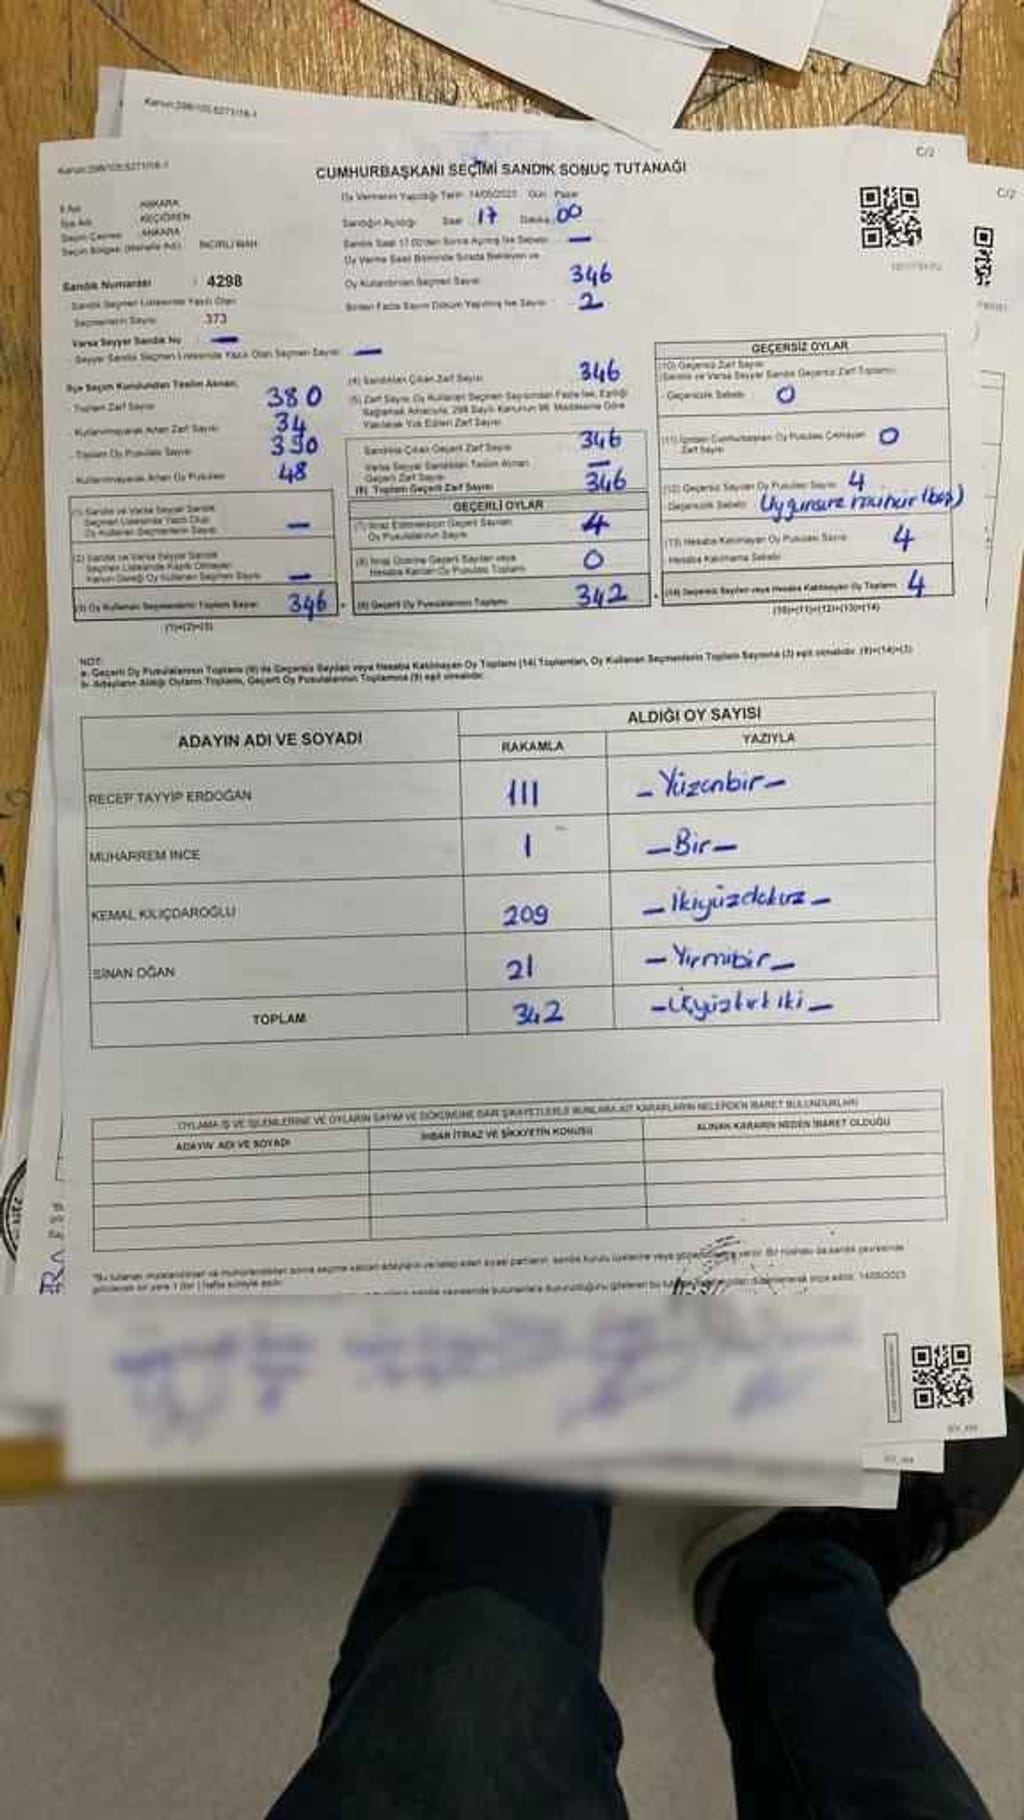 Kanun:298/105,6271/16-1
Kanun:298/105,6271/16-1
C/2
C/2
CUMHURBAŞKANI SEÇİMİ SANDIK SONUÇ TUTANAĞI
İl Adı : ANKARA
İlçe Adı : KEÇİÖREN
Seçim Çevresi : ANKARA
Seçim Bölgesi (Mahalle Adı) : İNCİRLİ MAH
Oy Vermenin Yapıldığı Tarih 14/05/2023 Gün Pazar
Sandığın Açıldığı Saat 17 Dakika 00
Sandık Saat 17:00'den Sonra Açılmış İse Sebebi —
Oy Verme Saati Bitiminde Sırada Bekleyen ve
Oy Kullandırılan Seçmen Sayısı 346
Birden Fazla Sayım Döküm Yapılmış İse Sayısı 2
Sandık Numarası : 4298
Sandık Seçmen Listesinde Yazılı Olan
Seçmenlerin Sayısı 373
Varsa Seyyar Sandık No —
Seyyar Sandık Seçmen Listesinde Yazılı Olan Seçmen Sayısı —
İlçe Seçim Kurulundan Teslim Alınan;
- Toplam Zarf Sayısı 380
- Kullanılmayarak Artan Zarf Sayısı 34
- Toplam Oy Pusulası Sayısı 390
- Kullanılmayarak Artan Oy Pusulası 48
(1) Sandık ve Varsa Seyyar Sandık
Seçmen Listesinde Yazılı Olup
Oy Kullanan Seçmenlerin Sayısı —
(2) Sandık ve Varsa Seyyar Sandık
Seçmen Listesinde Kayıtlı Olmayan
Kanun Gereği Oy Kullanan Seçmen Sayısı —
(3) Oy Kullanan Seçmenlerin Toplam Sayısı 346
(1)+(2)=(3)
(4) Sandıktan Çıkan Zarf Sayısı 346
(5) Zarf Sayısı Oy Kullanan Seçmen Sayısından Fazla İse, Eşitliği
Sağlamak Amacıyla, 298 Sayılı Kanunun 98. Maddesine Göre
Yakılarak Yok Edilen Zarf Sayısı
Sandıkta Çıkan Geçerli Zarf Sayısı 346
Varsa Seyyar Sandıktan Teslim Alınan
Geçerli Zarf Sayısı —
(6) Toplam Geçerli Zarf Sayısı 346
GEÇERLİ OYLAR
(7) İtiraz Edilmeksizin Geçerli Sayılan
Oy Pusulalarının Sayısı 4
(8) İtiraz Üzerine Geçerli Sayılan veya
Hesaba Katılan Oy Pusulası Toplamı 0
(9) Geçerli Oy Pusulalarının Toplamı 342
GEÇERSİZ OYLAR
(10) Geçersiz Zarf Sayısı
(Sandık ve Varsa Seyyar Sandık Geçersiz Zarf Toplamı)
- Geçersizlik Sebebi 0
(11) İçinden Cumhurbaşkanı Oy Pusulası Çıkmayan
Zarf Sayısı 0
(12) Geçersiz Sayılan Oy Pusulası Sayısı 4
Geçersizlik Sebebi
(13) Hesaba Katılmayan Oy Pusulası Sayısı 4
Hesaba Katılmama Sebebi
(14) Geçersiz Sayılan veya Hesaba Katılmayan Oy Toplamı 4
(10)+(11)+(12)+(13)=(14)
NOT:
a- Geçerli Oy Pusulalarının Toplamı (9) ile Geçersiz Sayılan veya Hesaba Katılmayan Oy Toplamı (14) Toplamları, Oy Kullanan Seçmenlerin Toplam Sayısına (3) eşit olmalıdır. (9)+(14)=(3)
b- Adayların Aldığı Oyların Toplamı, Geçerli Oy Pusulalarının Toplamına (9) eşit olmalıdır.
ADAYIN ADI VE SOYADI
ALDIĞI OY SAYISI
RAKAMLA YAZIYLA
RECEP TAYYİP ERDOĞAN 111 – Yüzonbir –
MUHARREM İNCE 1 – Bir –
KEMAL KILIÇDAROĞLU 209 – İkiyüzdokuz –
SİNAN OĞAN 21 – Yirmibir –
TOPLAM 342 – Üçyüzkırkiki –
OYLAMA İŞ VE İŞLEMLERİNE VE OYLARIN SAYIM VE DÖKÜMÜNE DAİR ŞİKAYETLERLE BUNLARA AİT KARARLARIN NELERDEN İBARET BULUNDUKLARI
ADAYIN ADI VE SOYADI İHBAR İTİRAZ VE ŞİKAYETİN KONUSU ALINAN KARARIN NEDEN İBARET OLDUĞU